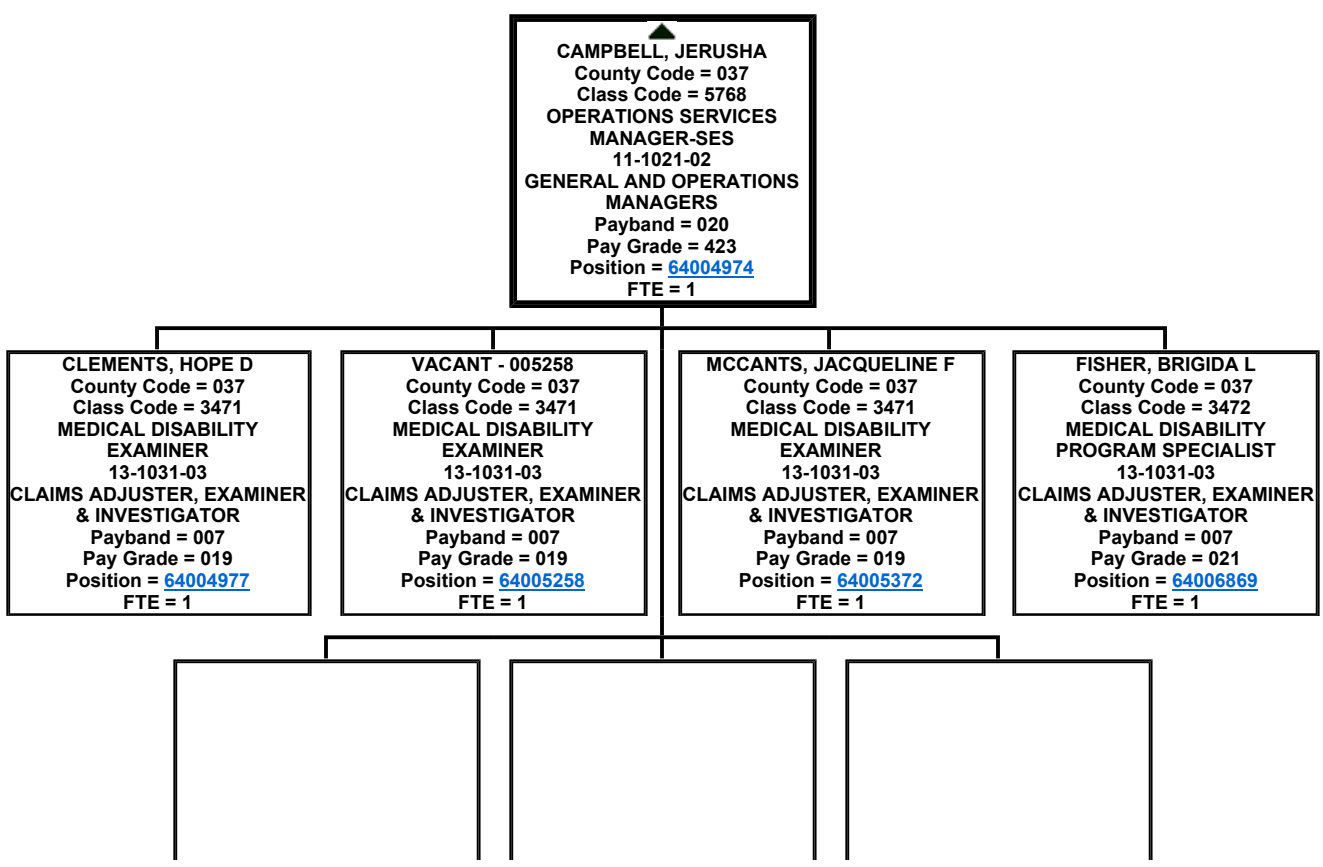 CAMPBELL, JERUSHA
County Code = 037
Class Code = 5768
OPERATIONS SERVICES
MANAGER-SES
11-1021-02
GENERAL AND OPERATIONS
MANAGERS
Payband = 020
Pay Grade = 423
Position = 64004974
FTE = 1
CLEMENTS, HOPE D
County Code = 037
Class Code = 3471
MEDICAL DISABILITY
EXAMINER
13-1031-03
CLAIMS ADJUSTER, EXAMINER
& INVESTIGATOR
Payband = 007
Pay Grade = 019
Position = 64004977
FTE = 1
VACANT - 005258
County Code = 037
Class Code = 3471
MEDICAL DISABILITY
EXAMINER
13-1031-03
CLAIMS ADJUSTER, EXAMINER
& INVESTIGATOR
Payband = 007
Pay Grade = 019
Position = 64005258
FTE = 1
MCCANTS, JACQUELINE F
County Code = 037
Class Code = 3471
MEDICAL DISABILITY
EXAMINER
13-1031-03
CLAIMS ADJUSTER, EXAMINER
& INVESTIGATOR
Payband = 007
Pay Grade = 019
Position = 64005372
FTE = 1
FISHER, BRIGIDA L
County Code = 037
Class Code = 3472
MEDICAL DISABILITY
PROGRAM SPECIALIST
13-1031-03
CLAIMS ADJUSTER, EXAMINER
& INVESTIGATOR
Payband = 007
Pay Grade = 021
Position = 64006869
FTE = 1